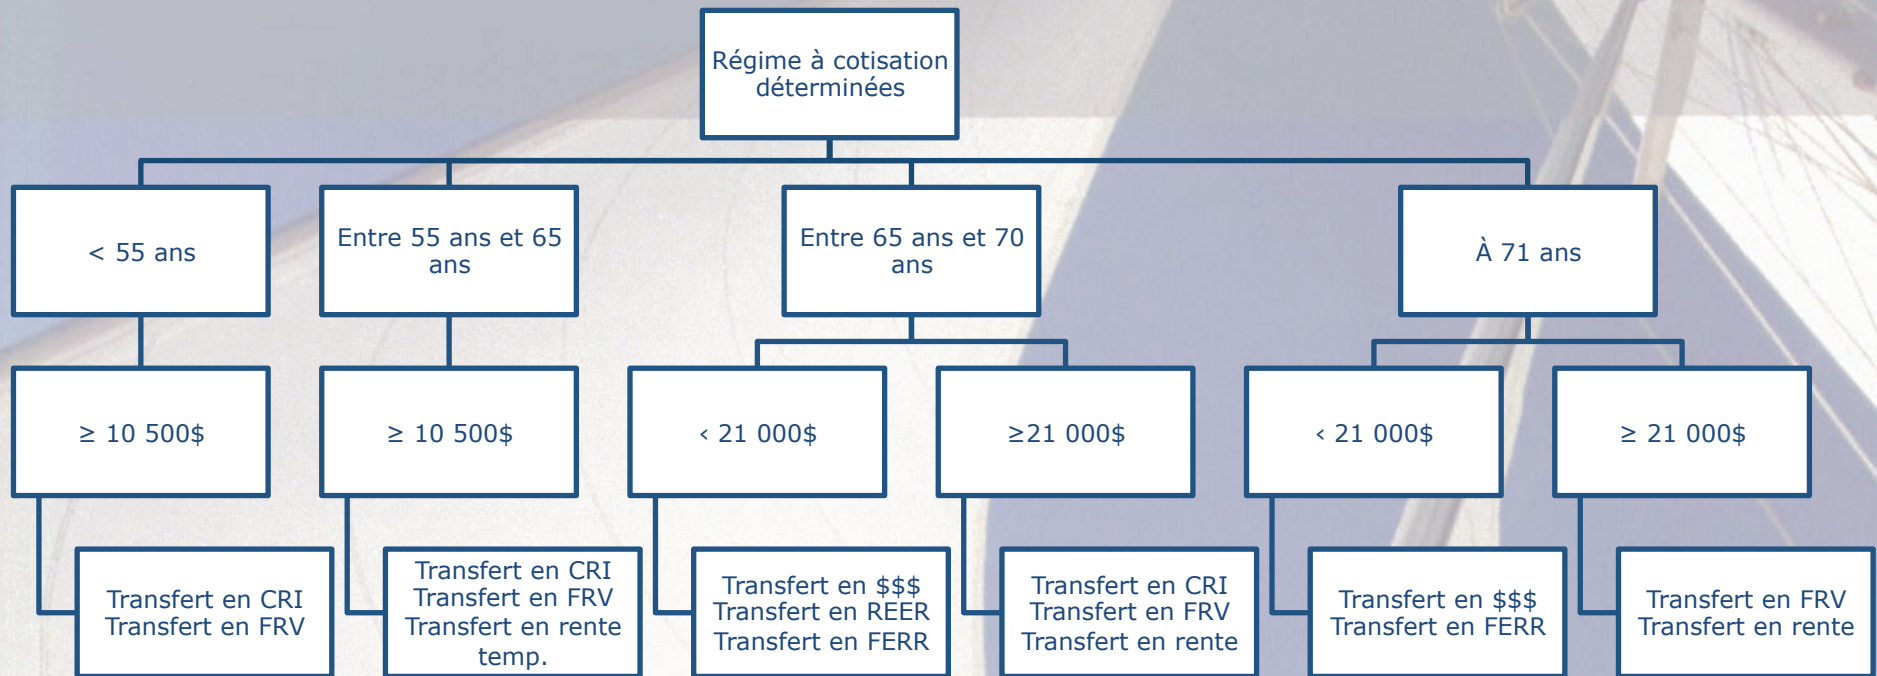 Régime à cotisation
déterminées
< 55 ans
Entre 55 ans et 65
ans
Entre 65 ans et 70
ans
À 71 ans
≥ 10 500$
≥ 10 500$
‹ 21 000$
≥21 000$
‹ 21 000$
≥ 21 000$
Transfert en CRI
Transfert en FRV
Transfert en CRI
Transfert en FRV
Transfert en rente
temp.
Transfert en $$$
Transfert en REER
Transfert en FERR
Transfert en CRI
Transfert en FRV
Transfert en rente
Transfert en $$$
Transfert en FERR
Transfert en FRV
Transfert en rente